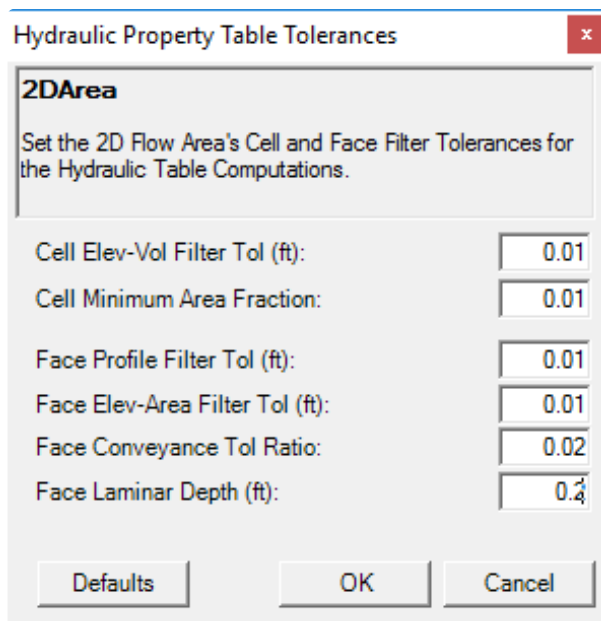 Hydraulic Property Table Tolerances
x
2DArea
Set the 2D Flow Area's Cell and Face Filter Tolerances for
the Hydraulic Table Computations.
Cell Elev-Vol Filter Tol (ft): 0.01
Cell Minimum Area Fraction: 0.01
Face Profile Filter Tol (ft): 0.01
Face Elev-Area Filter Tol (ft): 0.01
Face Conveyance Tol Ratio: 0.02
Face Laminar Depth (ft): 0.2
Defaults OK Cancel